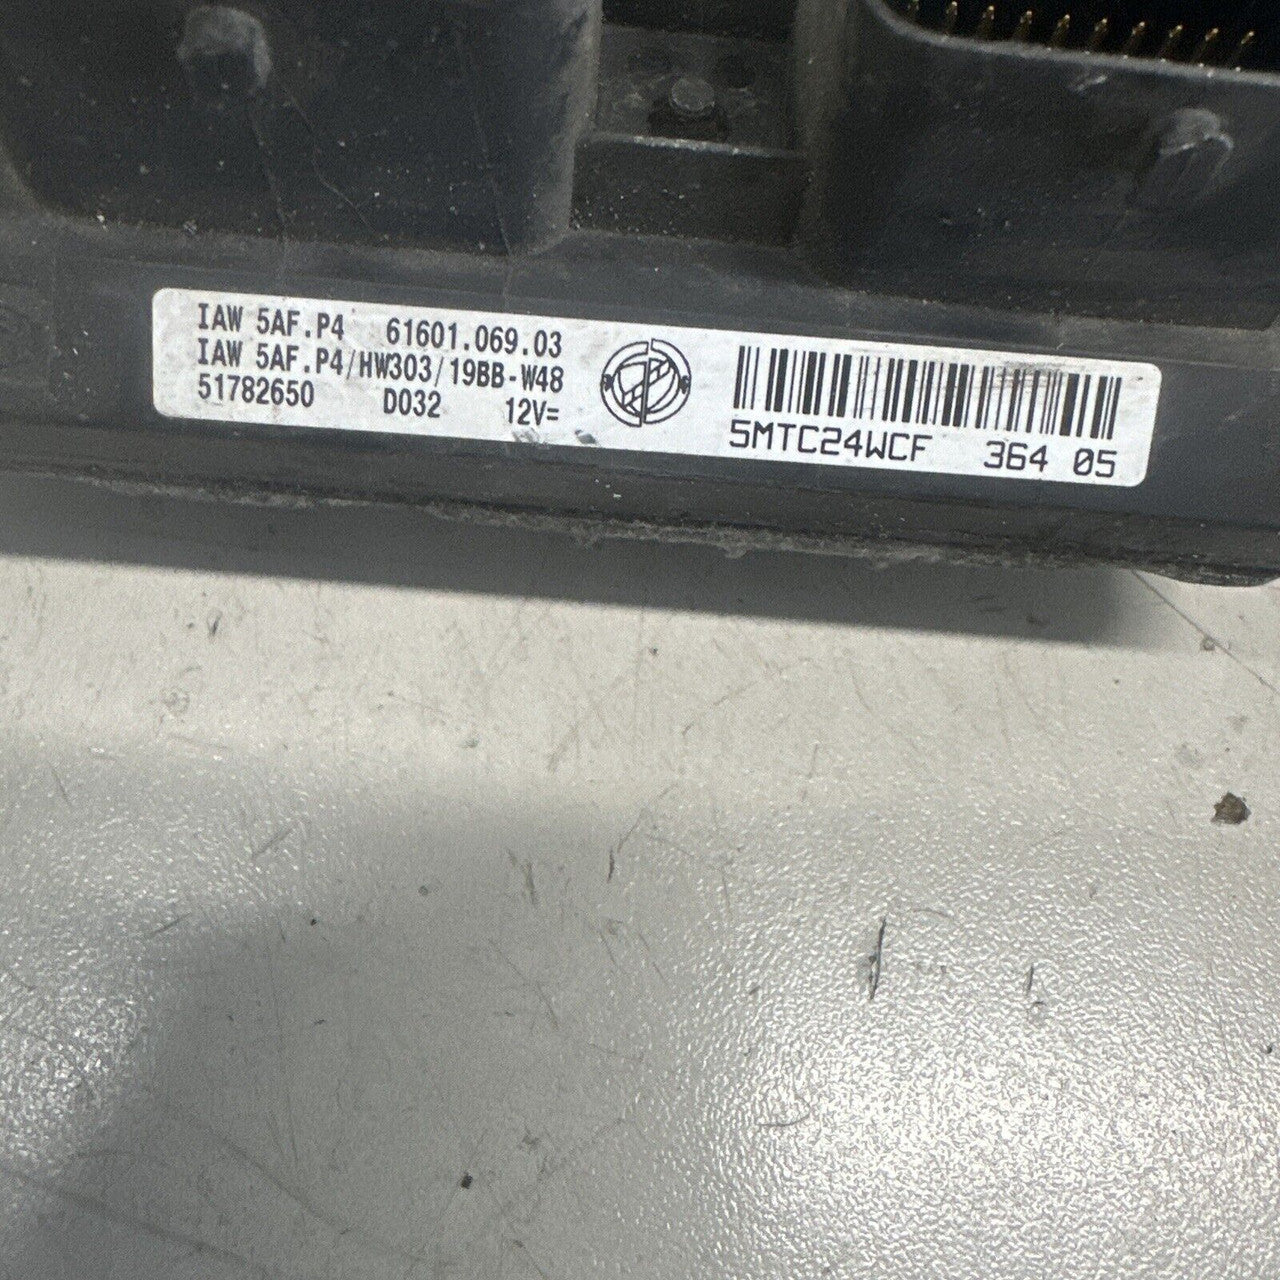 IAW 5AF.P4 61601.069.03
IAW 5AF.P4/HW303/19BB-W48
51782650 D032 12V=
5MTC24WCF 364 05